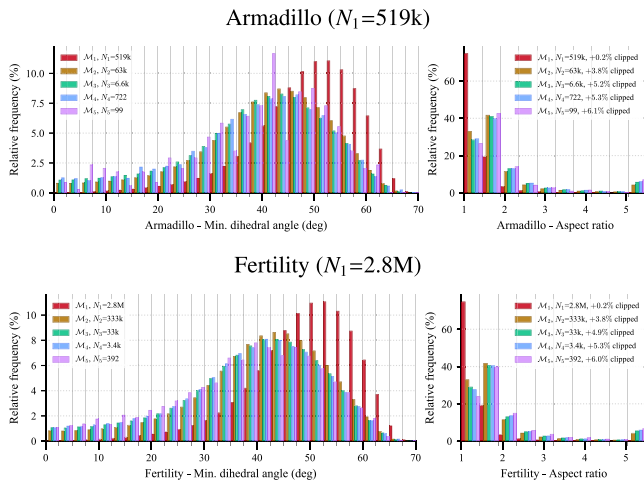 Armadillo (N₁=519k)
Relative frequency (%)
10.0
7.5
5.0
2.5
0.0
ℳ₁, N₁=519k
ℳ₂, N₂=63k
ℳ₃, N₃=6.6k
ℳ₄, N₄=722
ℳ₅, N₅=99
0 10 20 30 40 50 60 70
Armadillo - Min. dihedral angle (deg)
Relative frequency (%)
60
40
20
0
ℳ₁, N₁=519k, +0.2% clipped
ℳ₂, N₂=63k, +3.8% clipped
ℳ₃, N₃=6.6k, +5.2% clipped
ℳ₄, N₄=722, +5.3% clipped
ℳ₅, N₅=99, +6.1% clipped
1 2 3 4 5
Armadillo - Aspect ratio
Fertility (N₁=2.8M)
Relative frequency (%)
10
8
6
4
2
0
ℳ₁, N₁=2.8M
ℳ₂, N₂=333k
ℳ₃, N₃=33k
ℳ₄, N₄=3.4k
ℳ₅, N₅=392
0 10 20 30 40 50 60 70
Fertility - Min. dihedral angle (deg)
Relative frequency (%)
60
40
20
0
ℳ₁, N₁=2.8M, +0.2% clipped
ℳ₂, N₂=333k, +3.8% clipped
ℳ₃, N₃=33k, +4.9% clipped
ℳ₄, N₄=3.4k, +5.3% clipped
ℳ₅, N₅=392, +6.0% clipped
1 2 3 4 5
Fertility - Aspect ratio